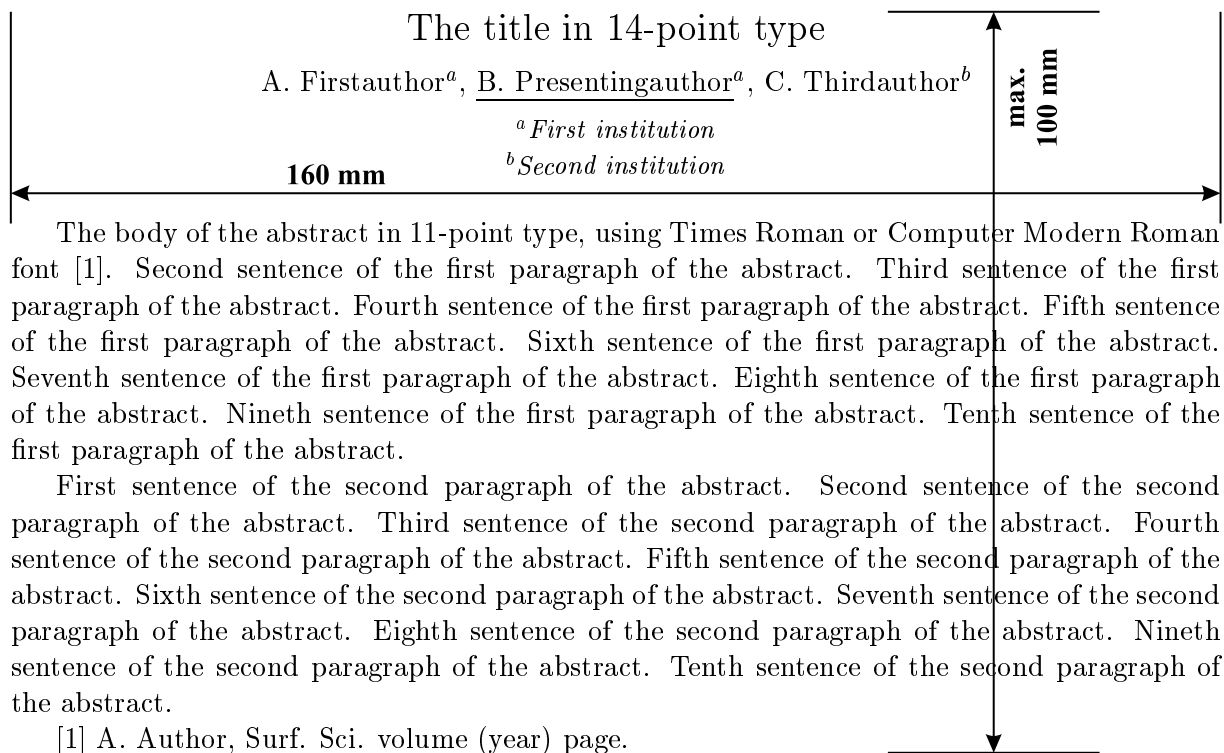 The title in 14-point type
A. Firstauthorᵃ, B. Presentingauthorᵃ, C. Thirdauthorᵇ
ᵃFirst institution
ᵇSecond institution
max.
100 mm
160 mm
The body of the abstract in 11-point type, using Times Roman or Computer Modern Roman
font [1]. Second sentence of the first paragraph of the abstract. Third sentence of the first
paragraph of the abstract. Fourth sentence of the first paragraph of the abstract. Fifth sentence
of the first paragraph of the abstract. Sixth sentence of the first paragraph of the abstract.
Seventh sentence of the first paragraph of the abstract. Eighth sentence of the first paragraph
of the abstract. Nineth sentence of the first paragraph of the abstract. Tenth sentence of the
first paragraph of the abstract.
First sentence of the second paragraph of the abstract. Second sentence of the second
paragraph of the abstract. Third sentence of the second paragraph of the abstract. Fourth
sentence of the second paragraph of the abstract. Fifth sentence of the second paragraph of the
abstract. Sixth sentence of the second paragraph of the abstract. Seventh sentence of the second
paragraph of the abstract. Eighth sentence of the second paragraph of the abstract. Nineth
sentence of the second paragraph of the abstract. Tenth sentence of the second paragraph of
the abstract.
[1] A. Author, Surf. Sci. volume (year) page.